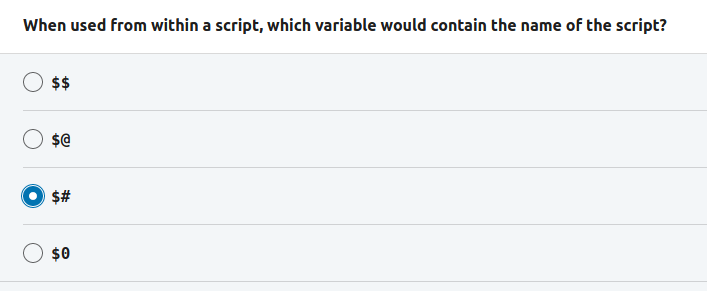 When used from within a script, which variable would contain the name of the script?
$$
$@
$#
$0